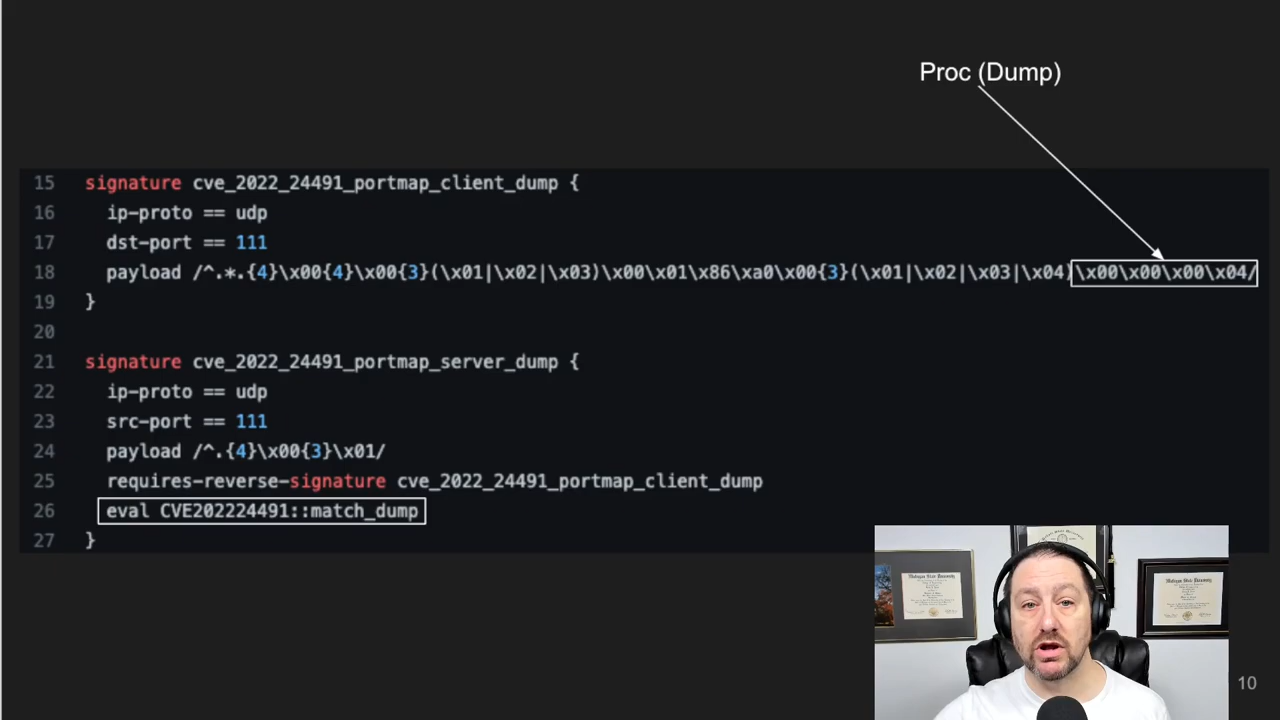 Proc (Dump)
15 signature cve_2022_24491_portmap_client_dump {
16 ip-proto == udp
17 dst-port == 111
18 payload /^.*.{4}\x00{4}\x00{3}(\x01|\x02|\x03)\x00\x01\x86\xa0\x00{3}(\x01|\x02|\x03|\x04)\x00\x00\x00\x04/
19 }
20
21 signature cve_2022_24491_portmap_server_dump {
22 ip-proto == udp
23 src-port == 111
24 payload /^.{4}\x00{3}\x01/
25 requires-reverse-signature cve_2022_24491_portmap_client_dump
26 eval CVE202224491::match_dump
27 }
10